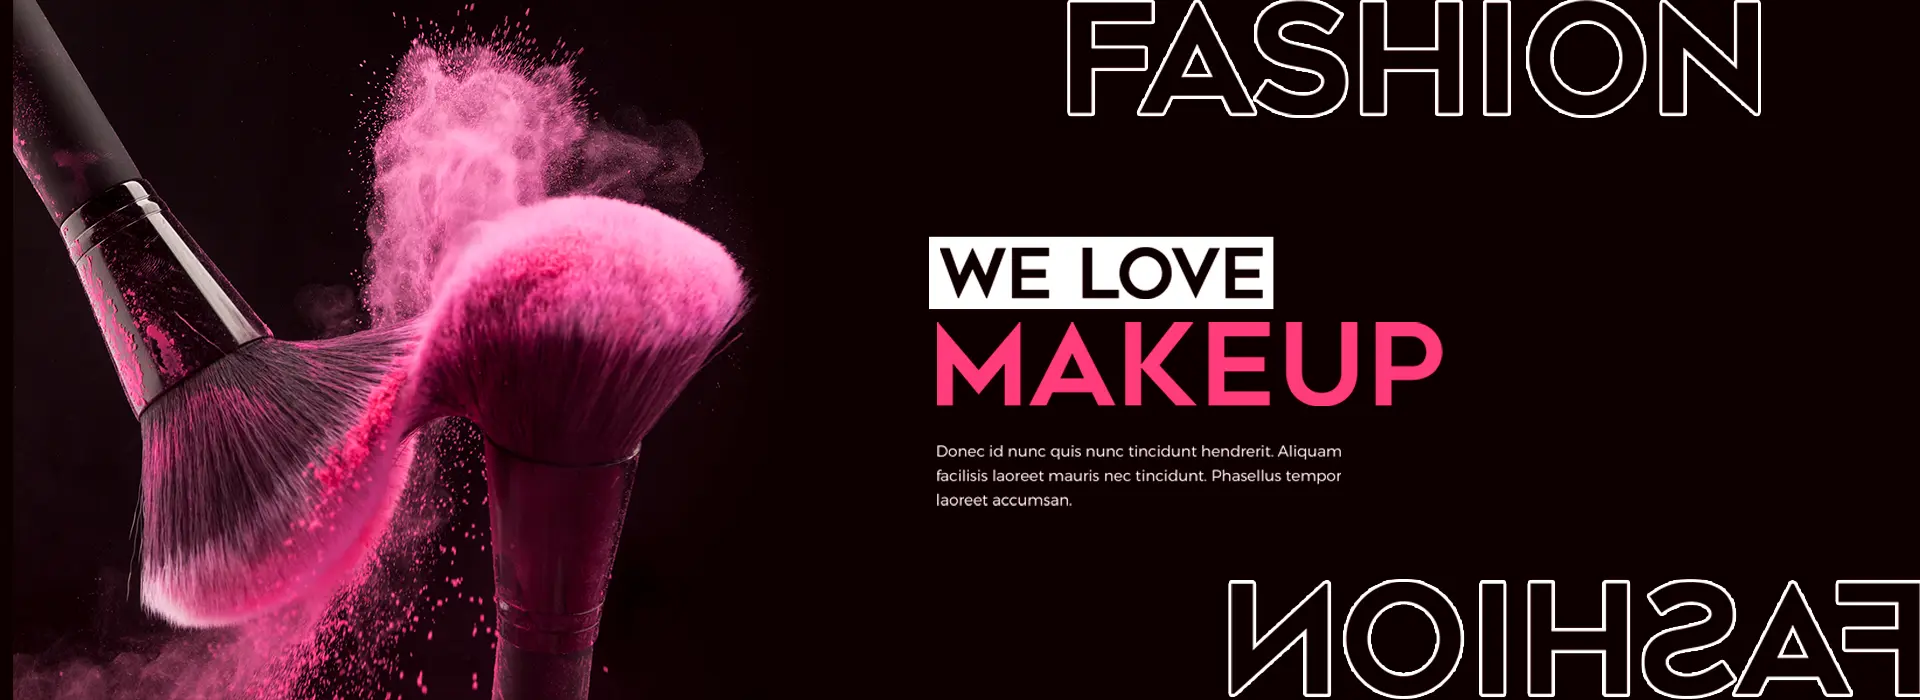 FASHION
WE LOVE
MAKEUP
Donec id nunc quis nunc tincidunt hendrerit. Aliquam
facilisis laoreet mauris nec tincidunt. Phasellus tempor
laoreet accumsan.
FASHION